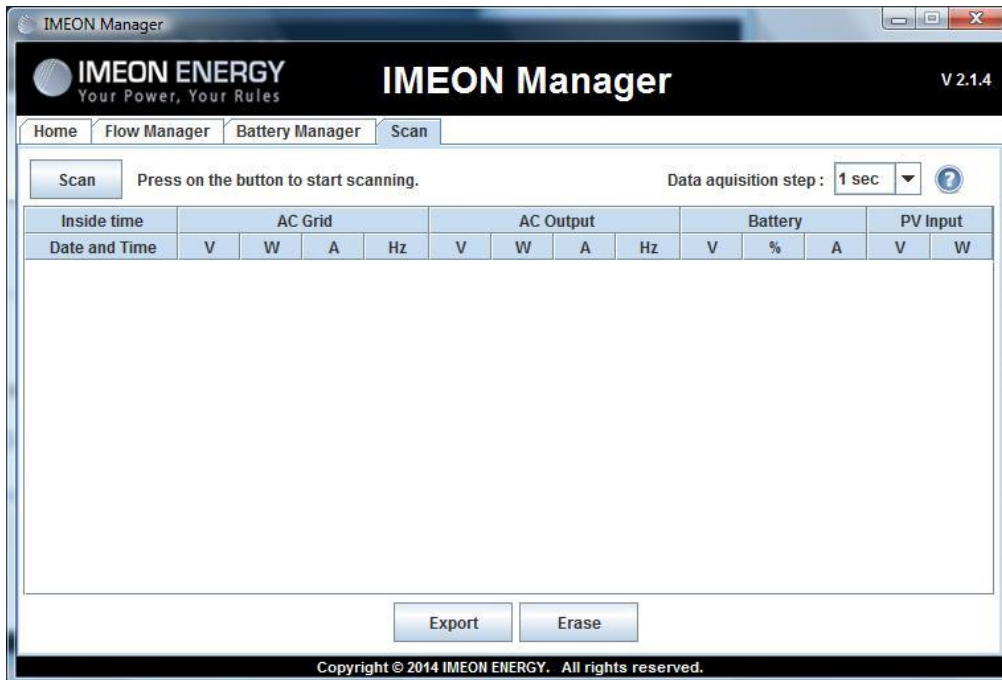 IMEON Manager
IMEON ENERGY
Your Power, Your Rules
IMEON Manager
V 2.1.4
Home Flow Manager Battery Manager Scan
Scan Press on the button to start scanning. Data aquisition step : 1 sec ?
Inside time AC Grid AC Output Battery PV Input
Date and Time V W A Hz V W A Hz V % A V W
Export Erase
Copyright © 2014 IMEON ENERGY. All rights reserved.